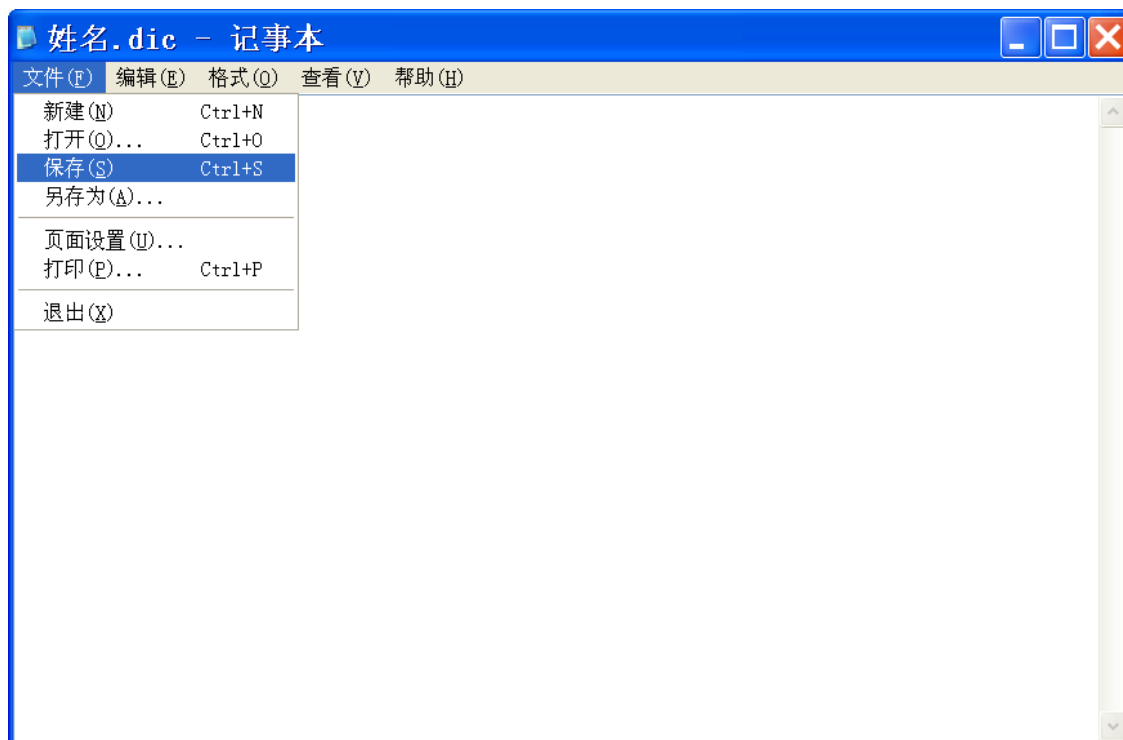 姓名.dic - 记事本
文件(F) 编辑(E) 格式(O) 查看(V) 帮助(H)
新建(N) Ctrl+N
打开(O)... Ctrl+O
保存(S) Ctrl+S
另存为(A)...
页面设置(U)...
打印(P)... Ctrl+P
退出(X)